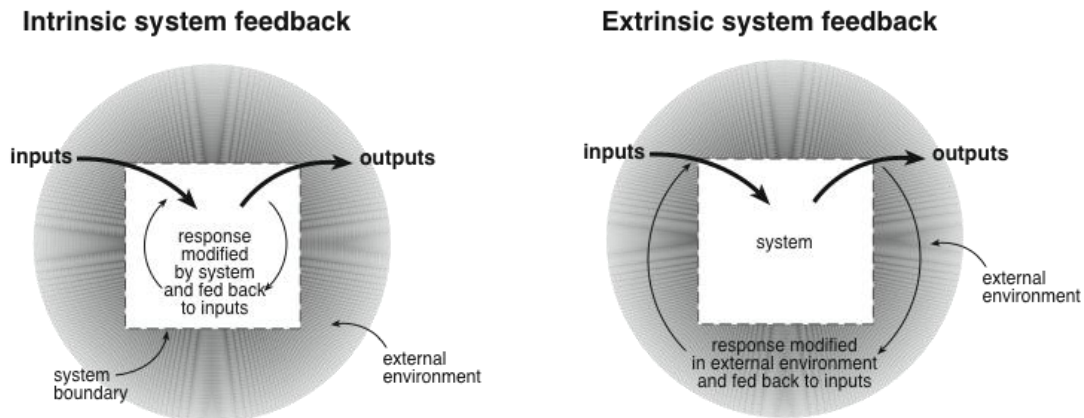 Intrinsic system feedback
inputs
outputs
response
modified
by system
and fed back
to inputs
system
boundary
external
environment
Extrinsic system feedback
inputs
outputs
system
external
environment
response modified
in external environment
and fed back to inputs